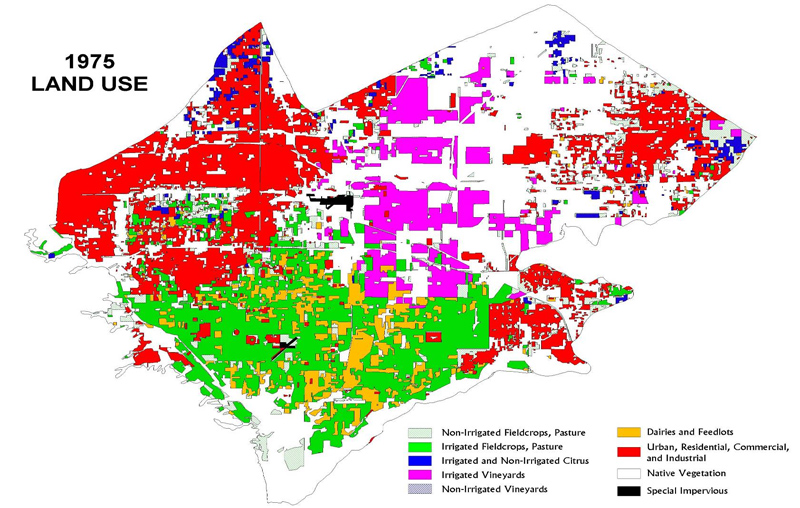 1975
LAND USE
Non-Irrigated Fieldcrops, Pasture
Irrigated Fieldcrops, Pasture
Irrigated and Non-Irrigated Citrus
Irrigated Vineyards
Non-Irrigated Vineyards
Dairies and Feedlots
Urban, Residential, Commercial,
and Industrial
Native Vegetation
Special Impervious